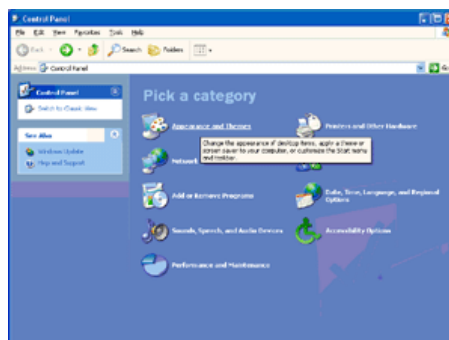 Control Panel
File Edit View Favorites Tools Help
Back Search Folders
Address Control Panel Go
Control Panel
Switch to Classic View
See Also
Windows Update
Help and Support
Pick a category
Appearance and Themes
Printers and Other Hardware
Change the appearance of desktop items, apply a theme or
screen saver to your computer, or customize the Start menu
and taskbar.
Network
Add or Remove Programs
Date, Time, Language, and Regional
Options
Sounds, Speech, and Audio Devices
Accessibility Options
Performance and Maintenance